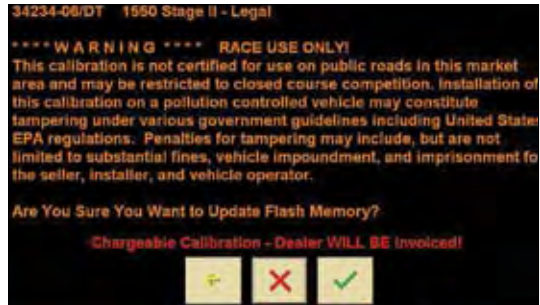 34234-08/DT 1550 Stage II - Legal
**** W A R N I N G **** RACE USE ONLY!
This calibration is not certified for use on public roads in this market
area and may be restricted to closed course competition. Installation of
this calibration on a pollution controlled vehicle may constitute
tampering under various government guidelines including United States
EPA regulations. Penalties for tampering may include, but are not
limited to substantial fines, vehicle impoundment, and imprisonment fo
the seller, installer, and vehicle operator.
Are You Sure You Want to Update Flash Memory?
Chargeable Calibration - Dealer WILL BE Invoiced!